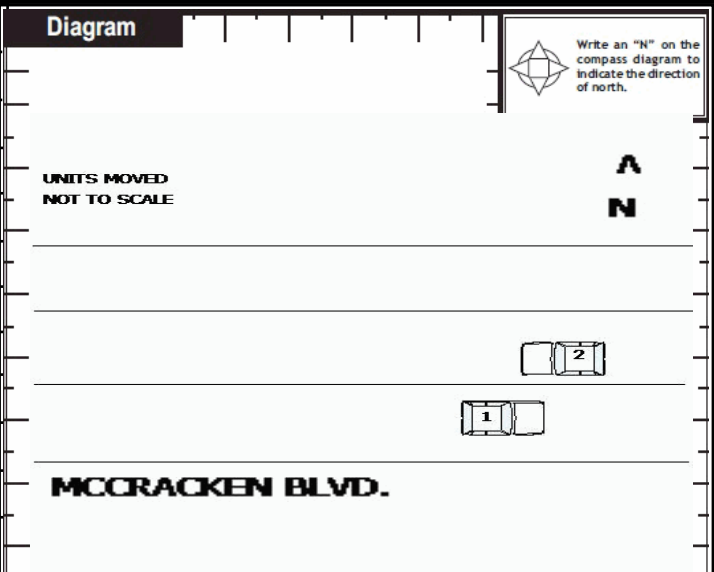 Diagram
Write an "N" on the
compass diagram to
indicate the direction
of north.
UNITS MOVED
NOT TO SCALE
Λ
N
2
1
MCCRACKEN BLVD.